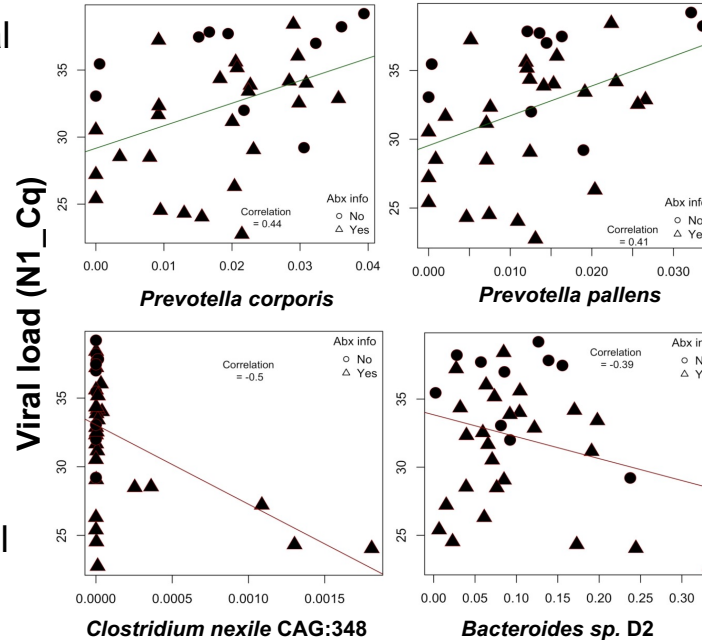 al
35
30
25
Correlation
= 0.44
Abx info
No
Yes
0.00
0.01
0.02
0.03
0.04
Prevotella corporis
35
30
25
Correlation
= 0.41
Abx info
No
Yes
0.000
0.010
0.020
0.030
Prevotella pallens
Viral load (N1_Cq)
35
30
25
Correlation
= -0.5
Abx info
No
Yes
0.0000
0.0005
0.0010
0.0015
Clostridium nexile CAG:348
l
35
30
25
Correlation
= -0.39
Abx in
N
Y
0.00
0.05
0.10
0.15
0.20
0.25
0.30
Bacteroides sp. D2